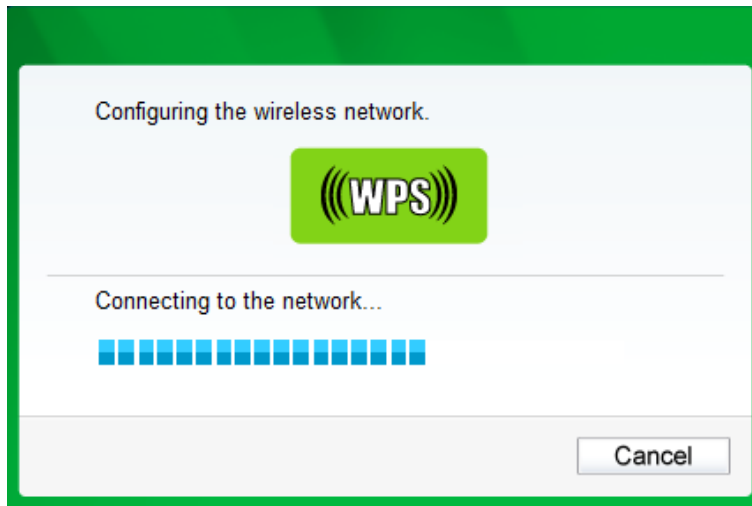 Configuring the wireless network.
WPS
Connecting to the network...
Cancel